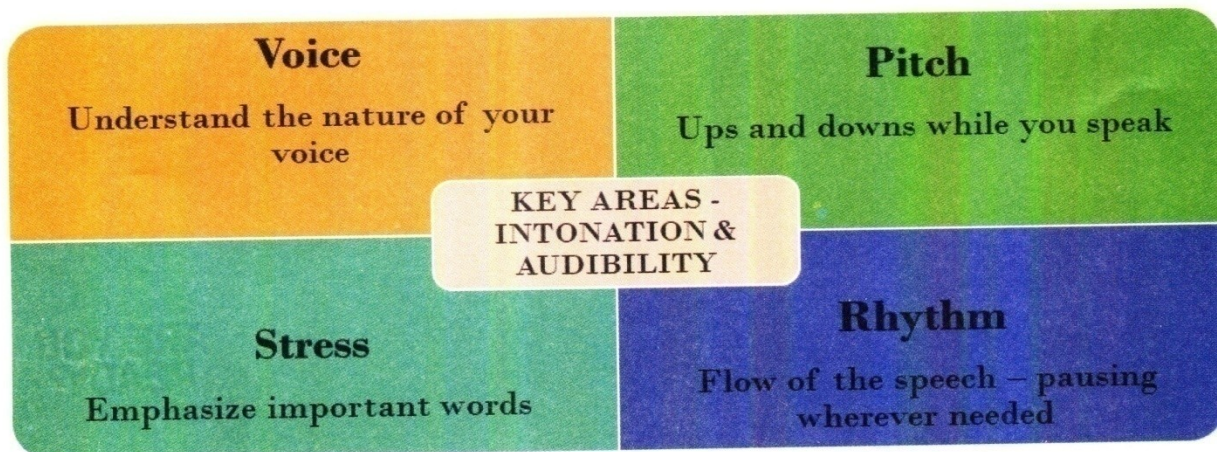 Voice
Understand the nature of your
voice
Pitch
Ups and downs while you speak
KEY AREAS -
INTONATION &
AUDIBILITY
Stress
Emphasize important words
Rhythm
Flow of the speech – pausing
wherever needed